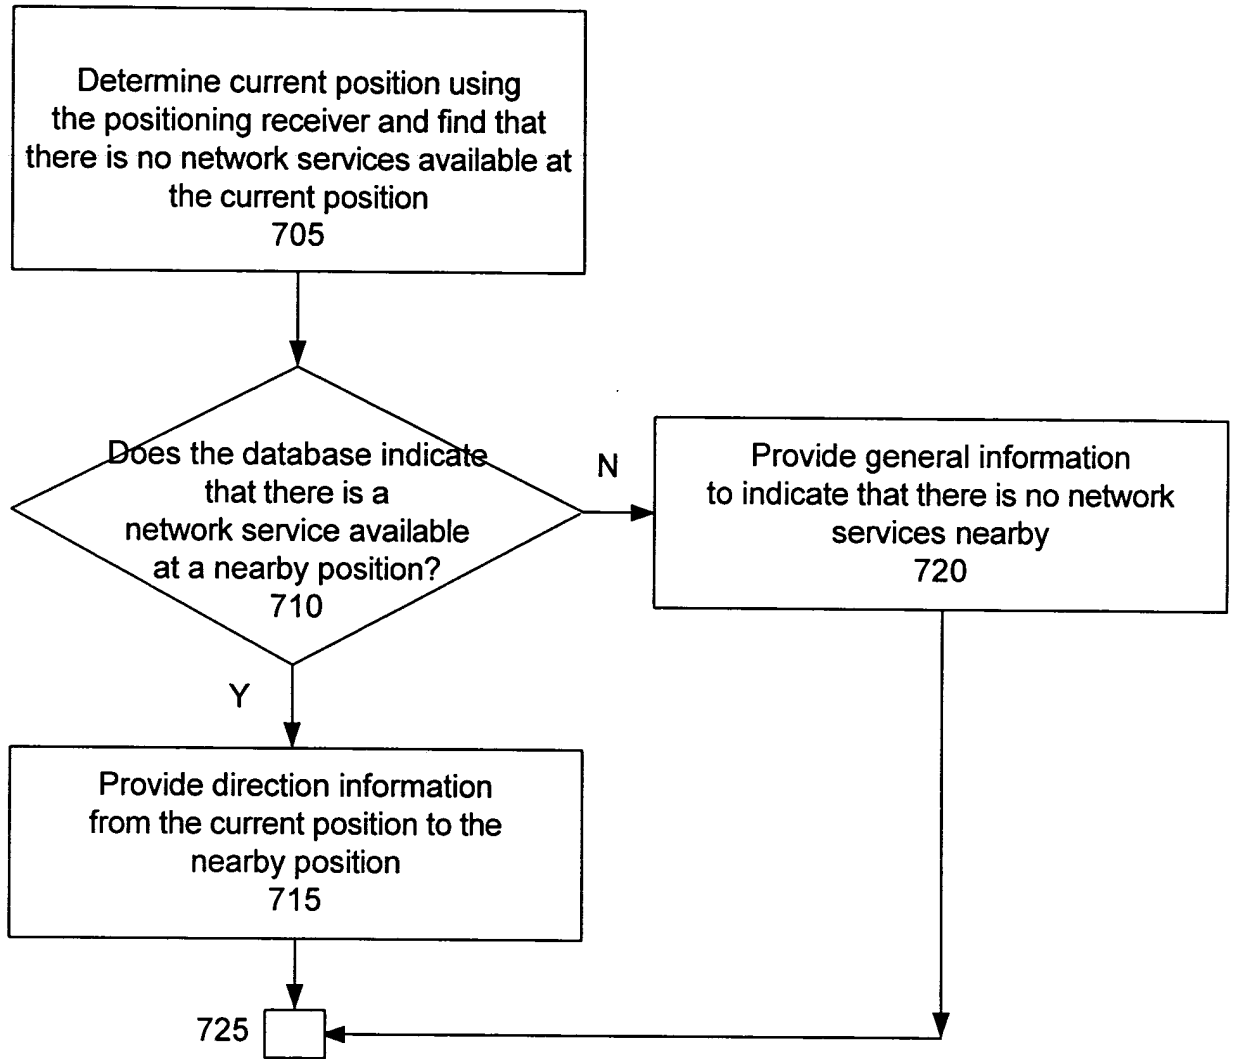 Determine current position using
the positioning receiver and find that
there is no network services available at
the current position
705
Does the database indicate
that there is a
network service available
at a nearby position?
710
N
Provide general information
to indicate that there is no network
services nearby
720
Y
Provide direction information
from the current position to the
nearby position
715
725